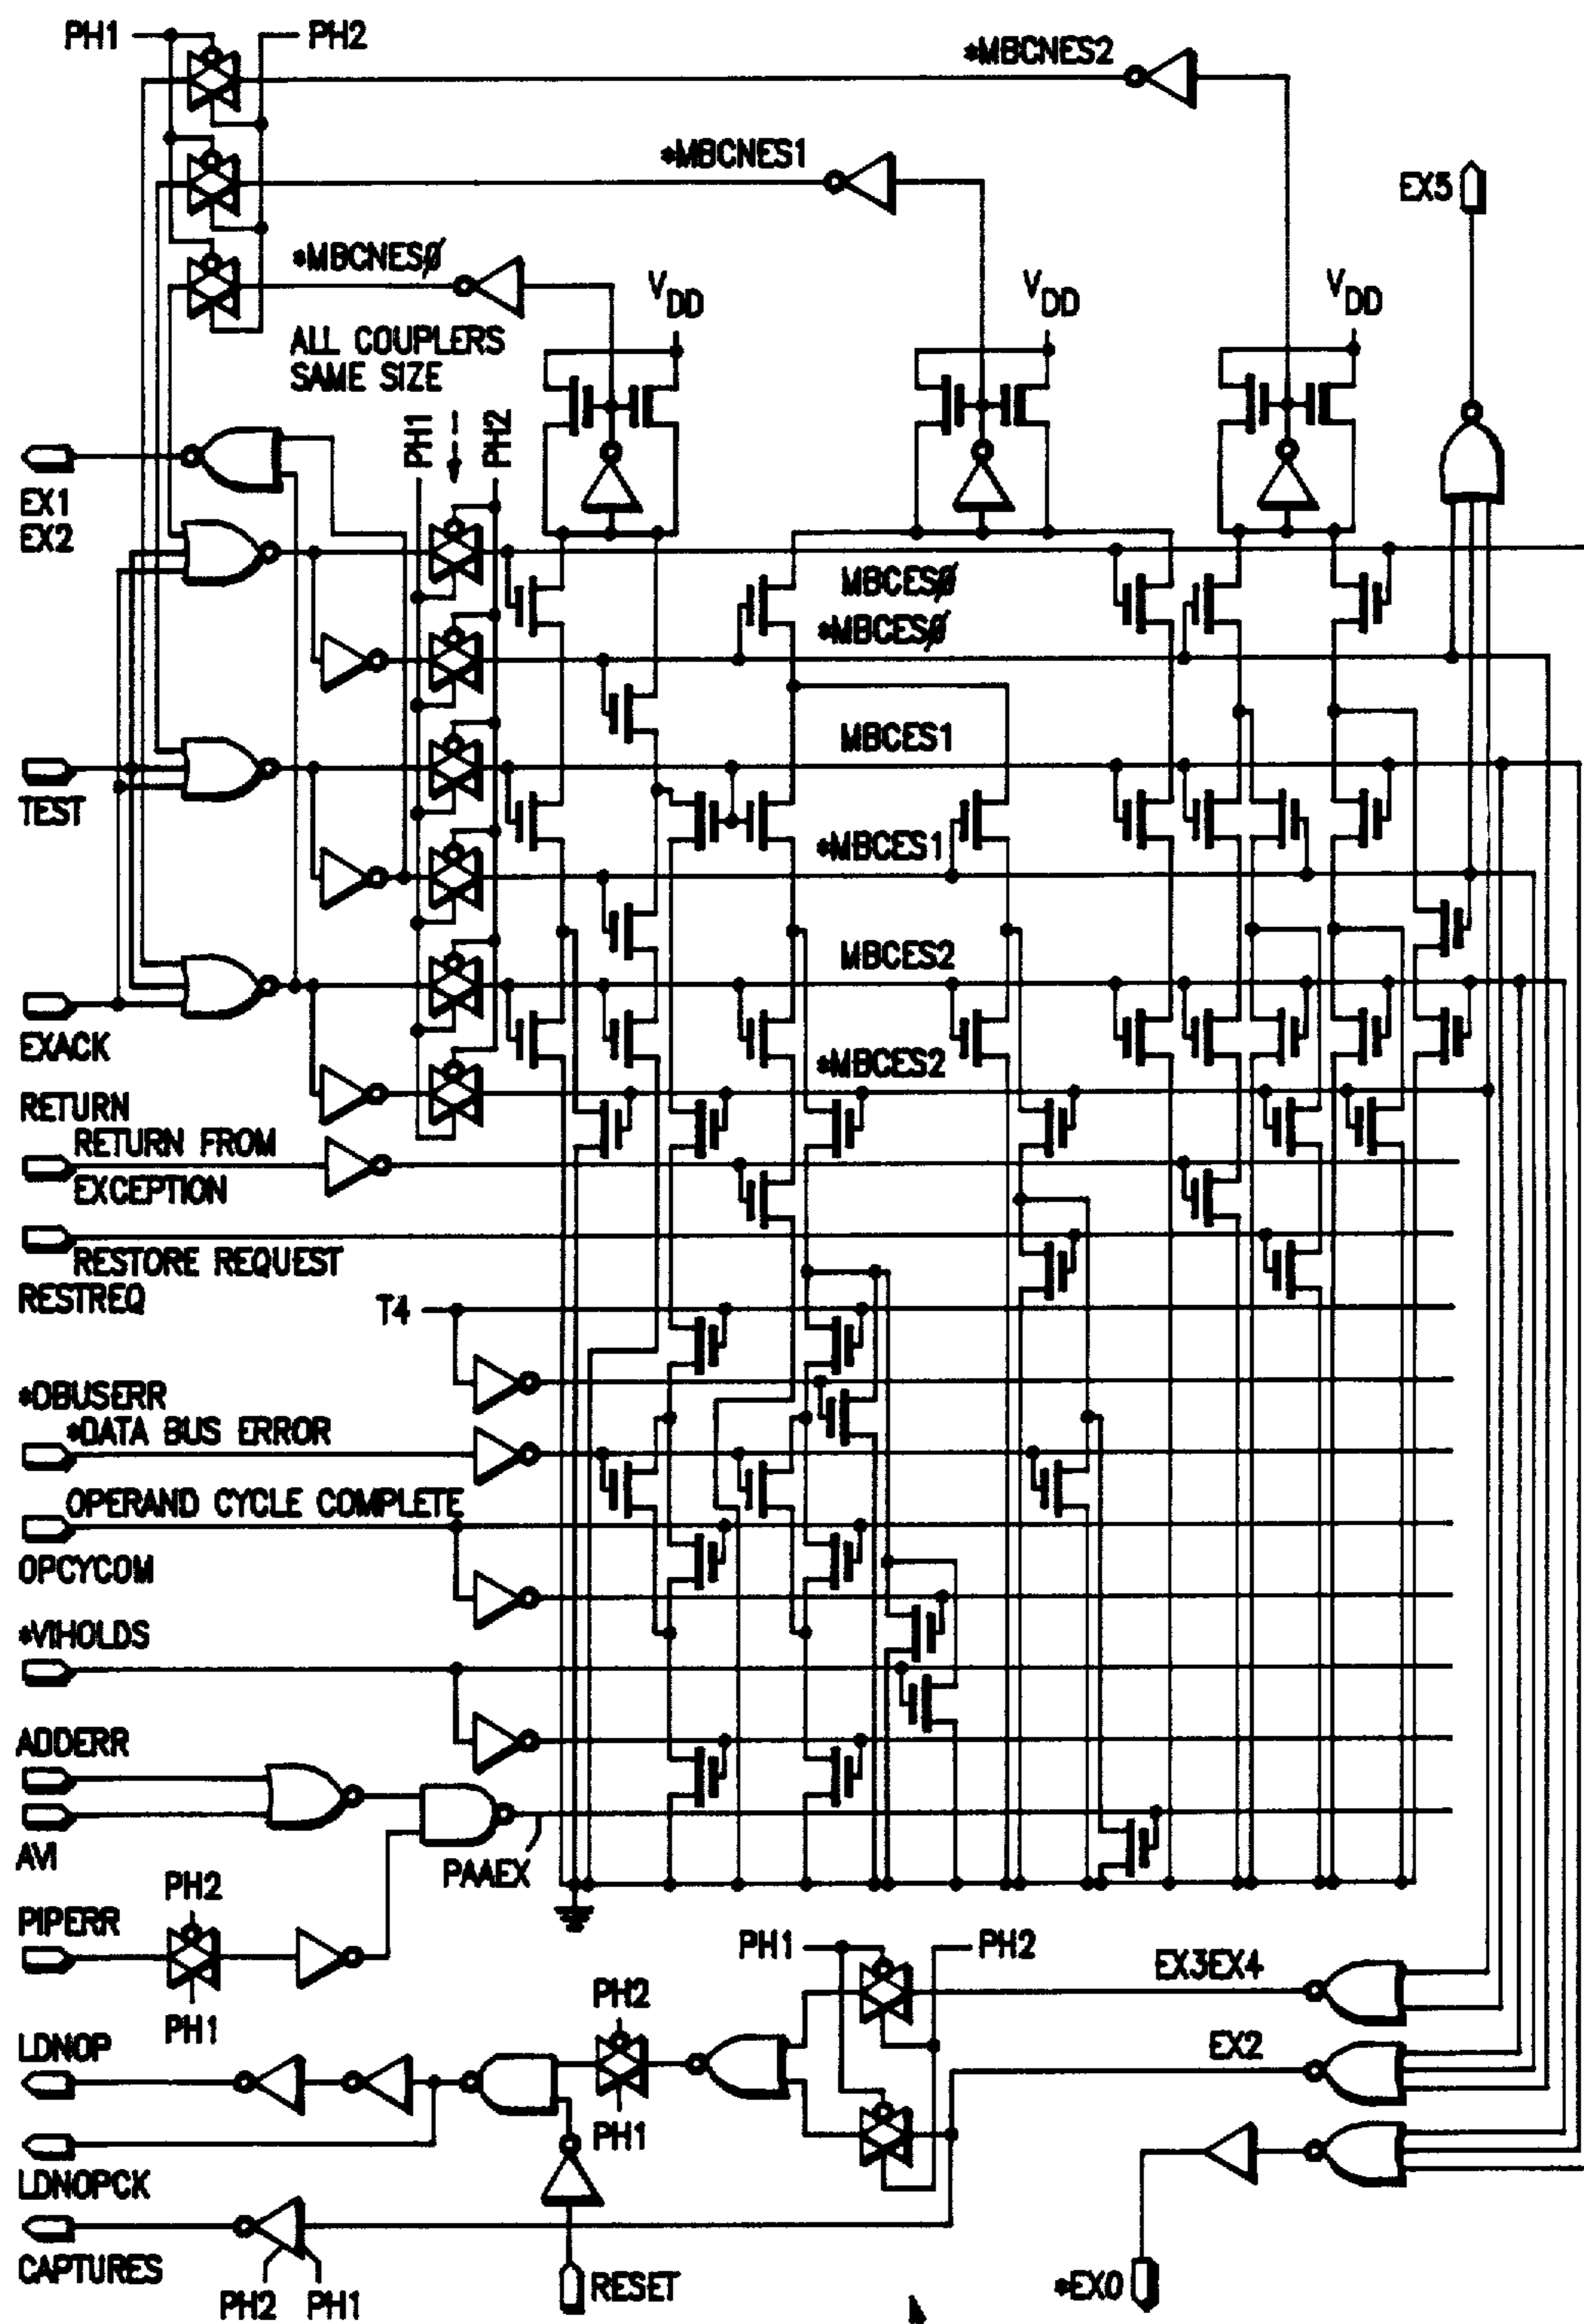 PH1
PH2
*MBCNES2
*MBCNES1
EX5
*MBCNESØ
VDD
VDD
VDD
ALL COUPLERS
SAME SIZE
PH1
PH2
EX1
EX2
MBCESØ
*MBCESØ
MBCES1
TEST
*MBCES1
MBCES2
EXACK
*MBCES2
RETURN
RETURN FROM
EXCEPTION
RESTORE REQUEST
RESTREQ
T4
*DBUSERR
*DATA BUS ERROR
OPERAND CYCLE COMPLETE
OPCYCOM
*VIHOLDS
ADDERR
AVI
PAAEX
PH2
PIPERR
PH1
PH1
PH2
EX3EX4
PH2
LDNOP
EX2
PH1
LDNOPCK
CAPTURES
RESET
*EX0
PH2
PH1